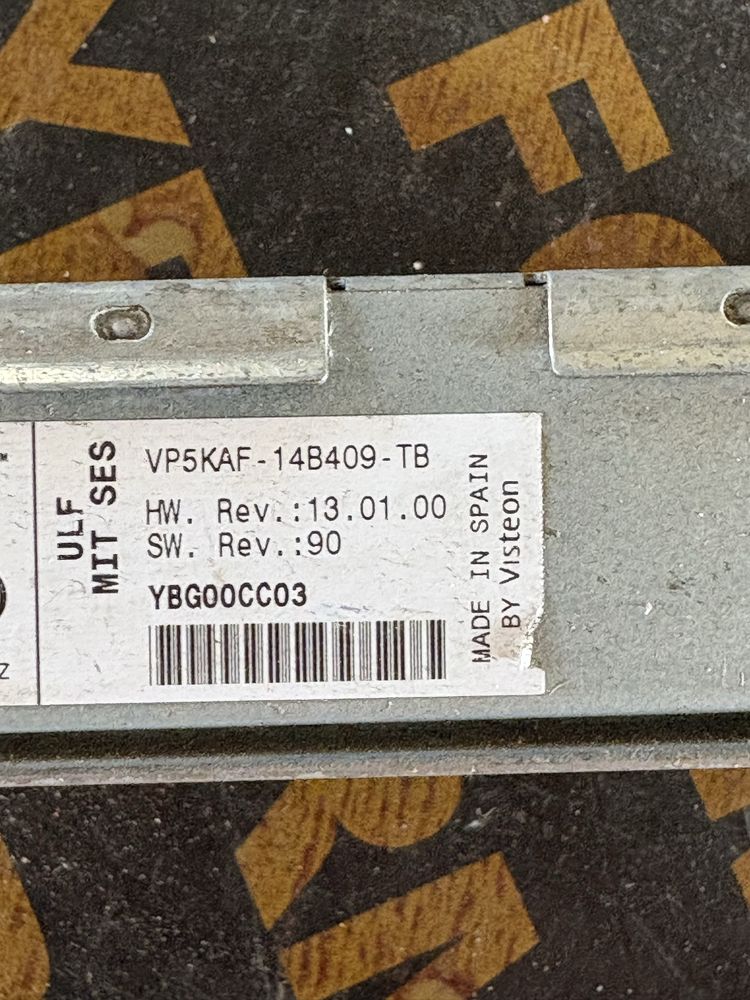 ULF
MIT SES
VP5KAF-14B409-TB
HW. Rev.:13.01.00
SW. Rev.:90
YBG00CC03
MADE IN SPAIN
BY Visteon
™
Z